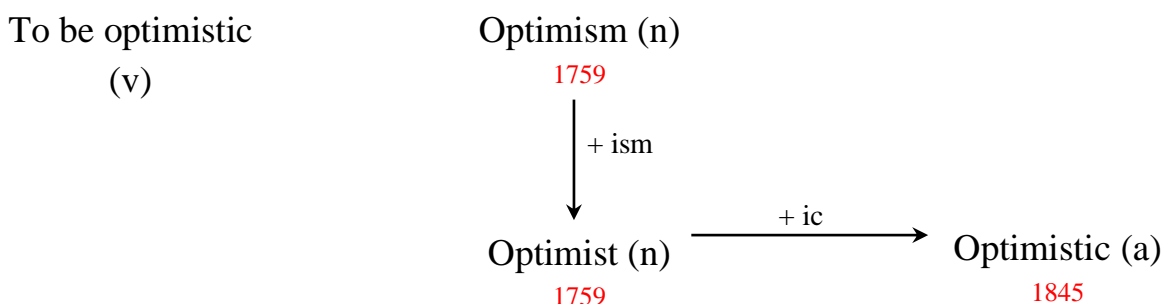 To be optimistic
(v)
Optimism (n)
1759
+ ism
Optimist (n)
1759
+ ic
Optimistic (a)
1845